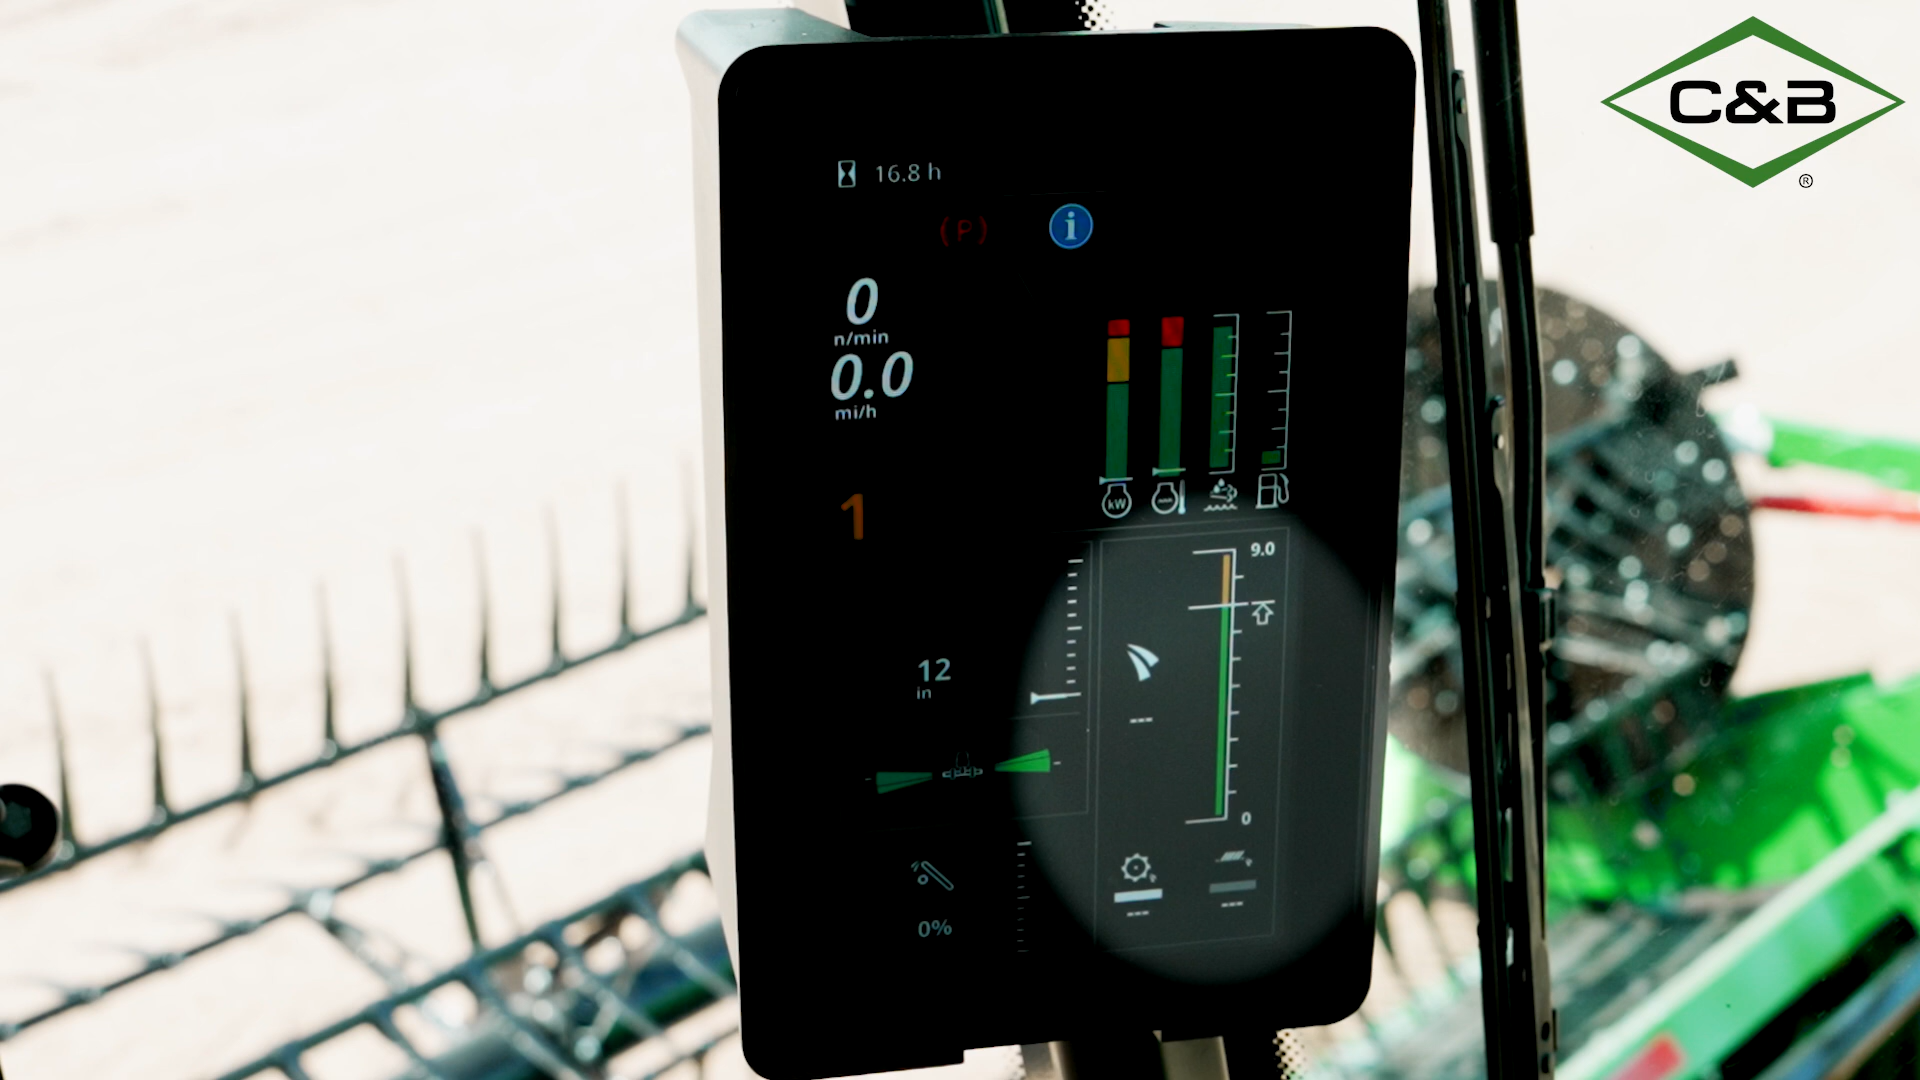 C&B
®
16.8 h
(P)
i
0
n/min
0.0
mi/h
kW
1
9.0
12
in
---
0
0%
---
---